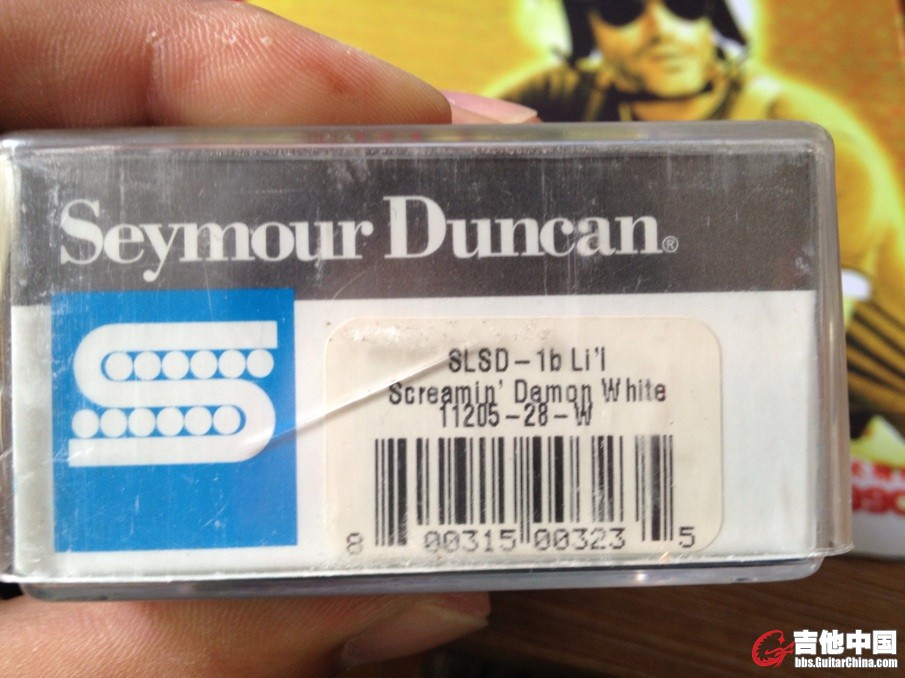 Seymour Duncan®
SLSD-1b Li'l
Screamin' Demon White
11205-28-W
8 00315 00323 5
吉他中国
bbs.GuitarChina.com